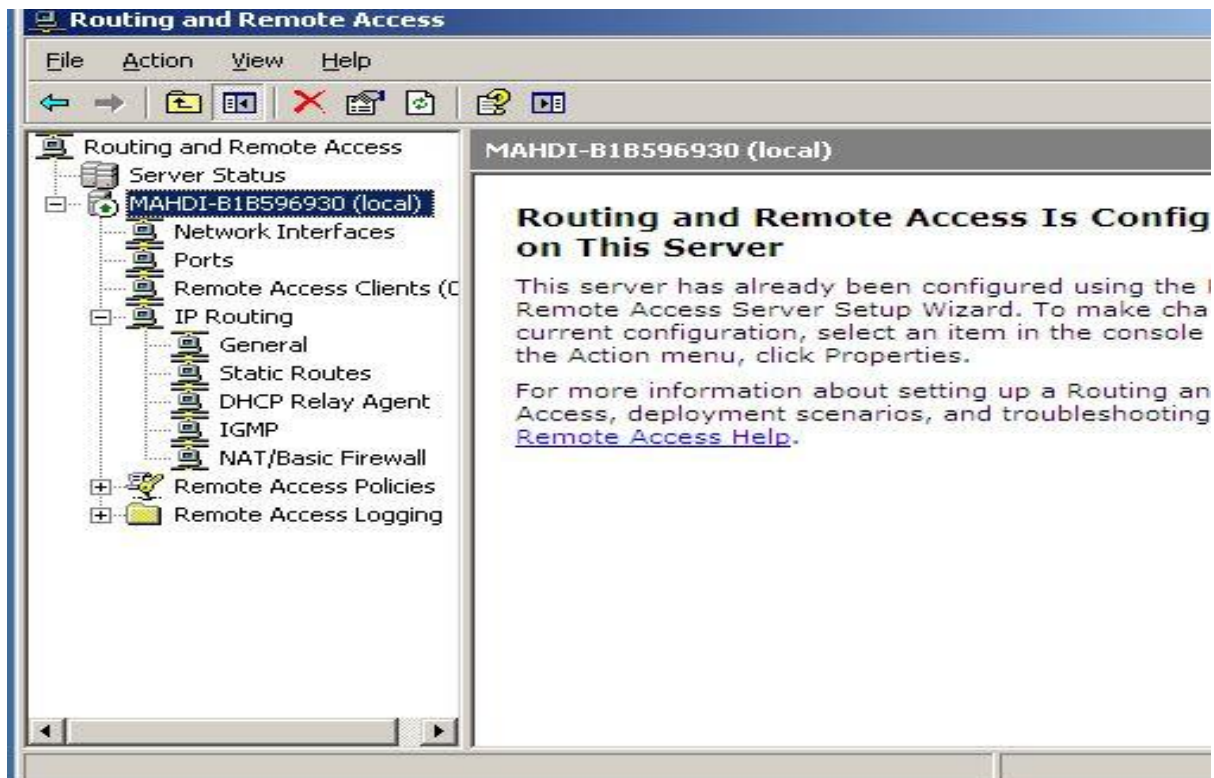 Routing and Remote Access
File Action View Help
Routing and Remote Access
Server Status
MAHDI-B1B596930 (local)
Network Interfaces
Ports
Remote Access Clients (
IP Routing
General
Static Routes
DHCP Relay Agent
IGMP
NAT/Basic Firewall
Remote Access Policies
Remote Access Logging
MAHDI-B1B596930 (local)
Routing and Remote Access Is Config
on This Server
This server has already been configured using the
Remote Access Server Setup Wizard. To make cha
current configuration, select an item in the console
the Action menu, click Properties.
For more information about setting up a Routing an
Access, deployment scenarios, and troubleshooting
Remote Access Help.